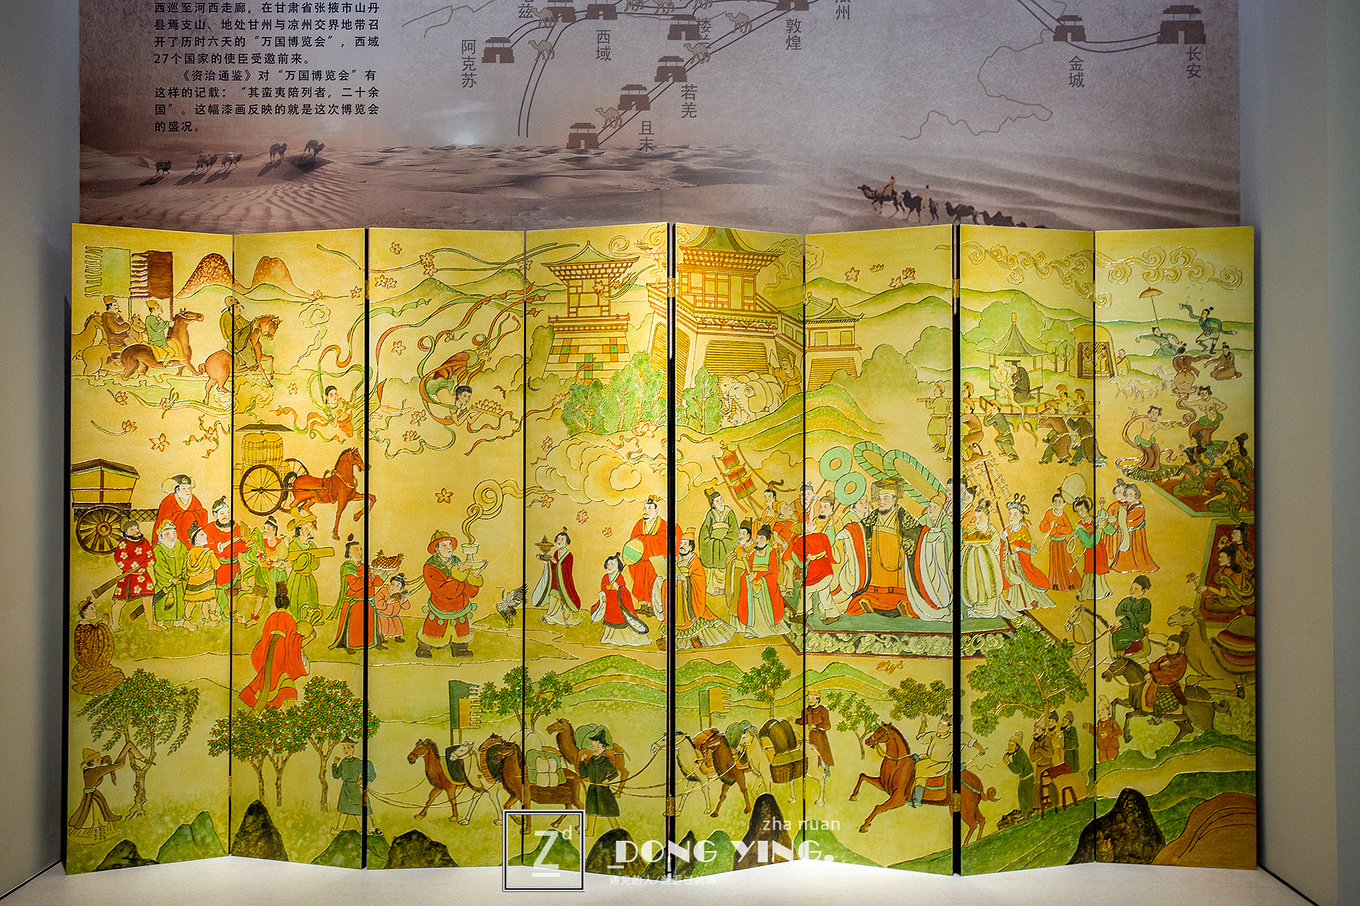 西巡至河西走廊，在甘肃省张掖市山丹
县焉支山、地处甘州与凉州交界地带召
开了历时六天的“万国博览会”，西域
27个国家的使臣受邀前来。
《资治通鉴》对“万国博览会”有
这样的记载：“其蛮夷陪列者，二十余
国”。这幅漆画反映的就是这次博览会
的盛况。
兹
阿克苏
西域
楼
若羌
且末
敦煌
州
金城
长安
Zd
zha nuan
DONG YING.